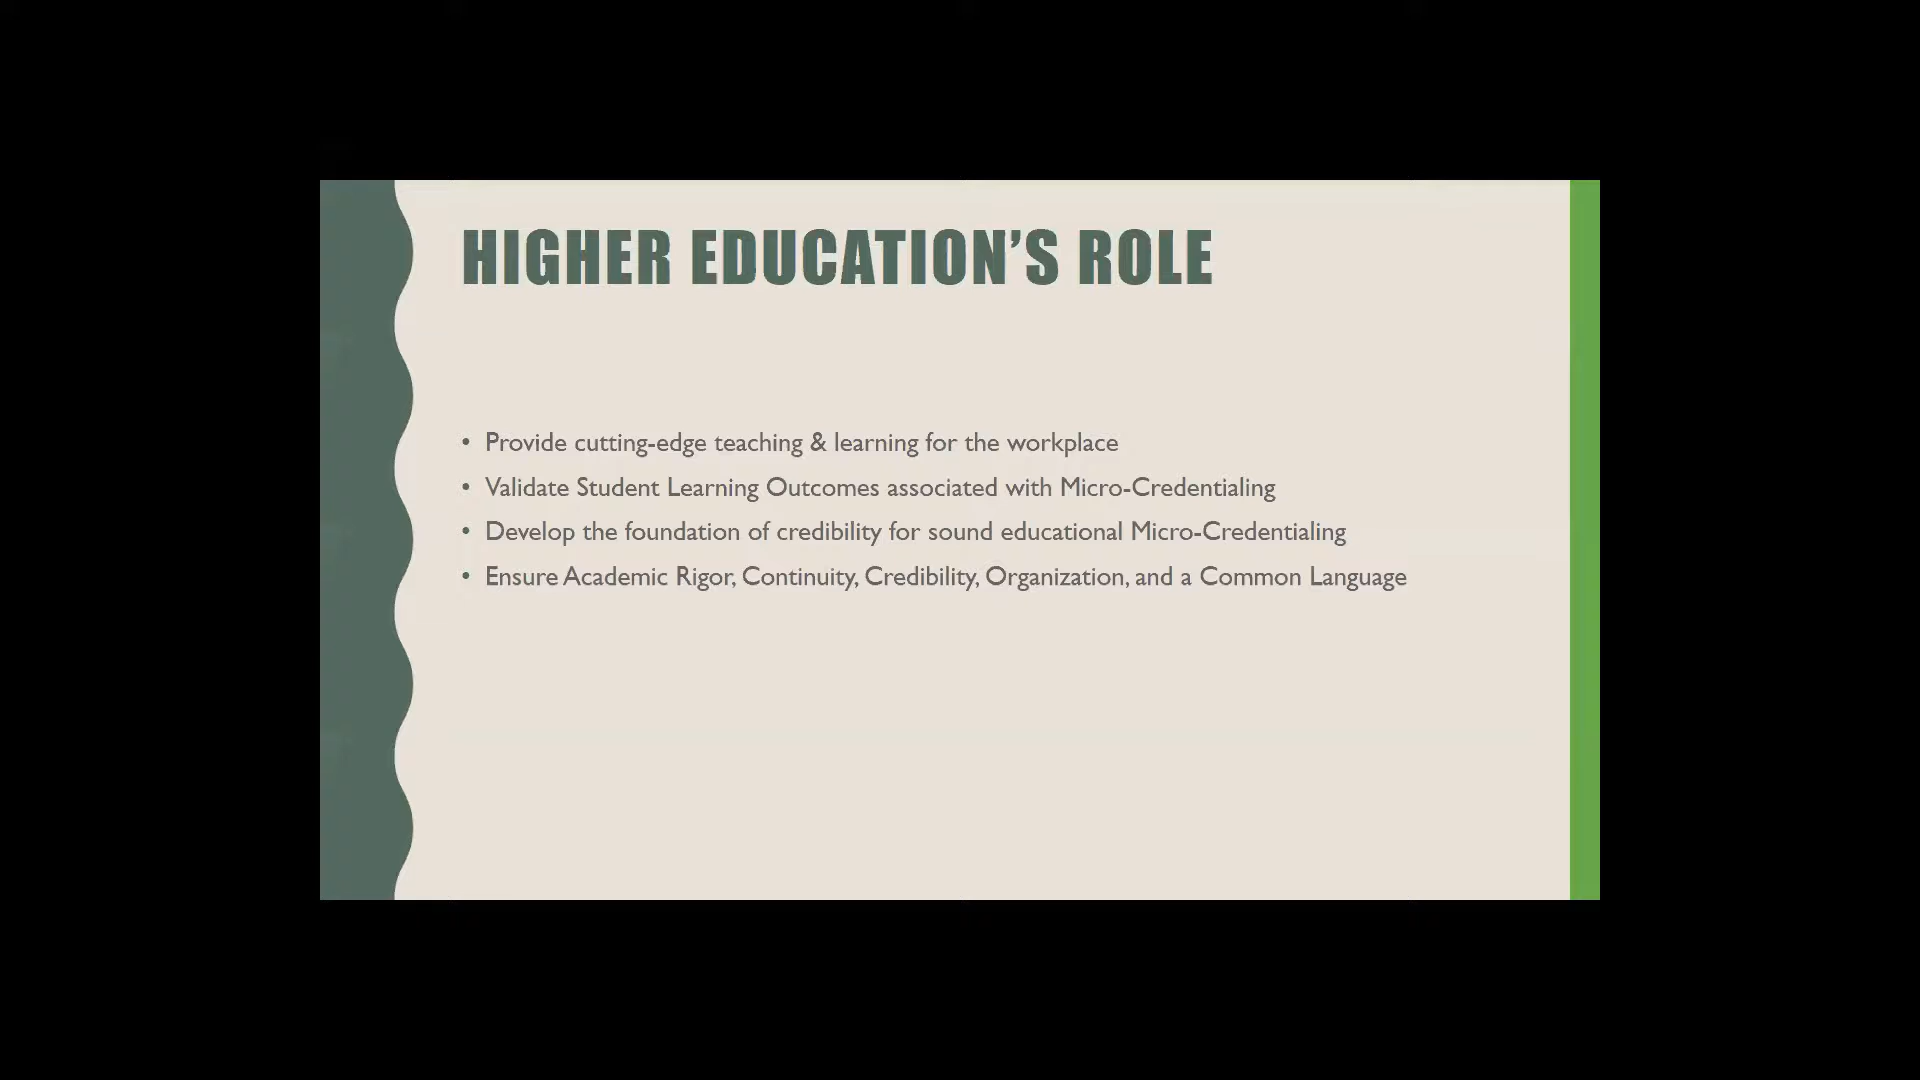 HIGHER EDUCATION’S ROLE
• Provide cutting-edge teaching & learning for the workplace
• Validate Student Learning Outcomes associated with Micro-Credentialing
• Develop the foundation of credibility for sound educational Micro-Credentialing
• Ensure Academic Rigor, Continuity, Credibility, Organization, and a Common Language